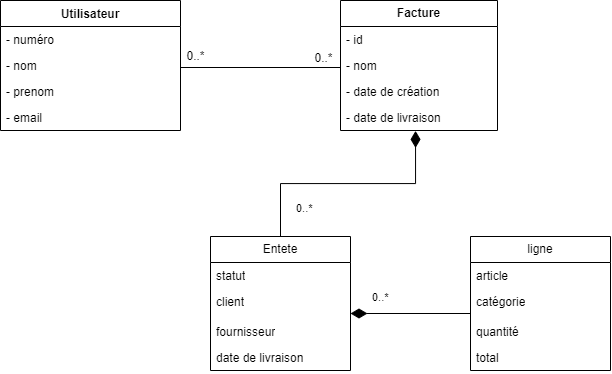 Utilisateur
- numéro
- nom
- prenom
- email
0..*
0..*
Facture
- id
- nom
- date de création
- date de livraison
0..*
Entete
statut
client
fournisseur
date de livraison
0..*
ligne
article
catégorie
quantité
total